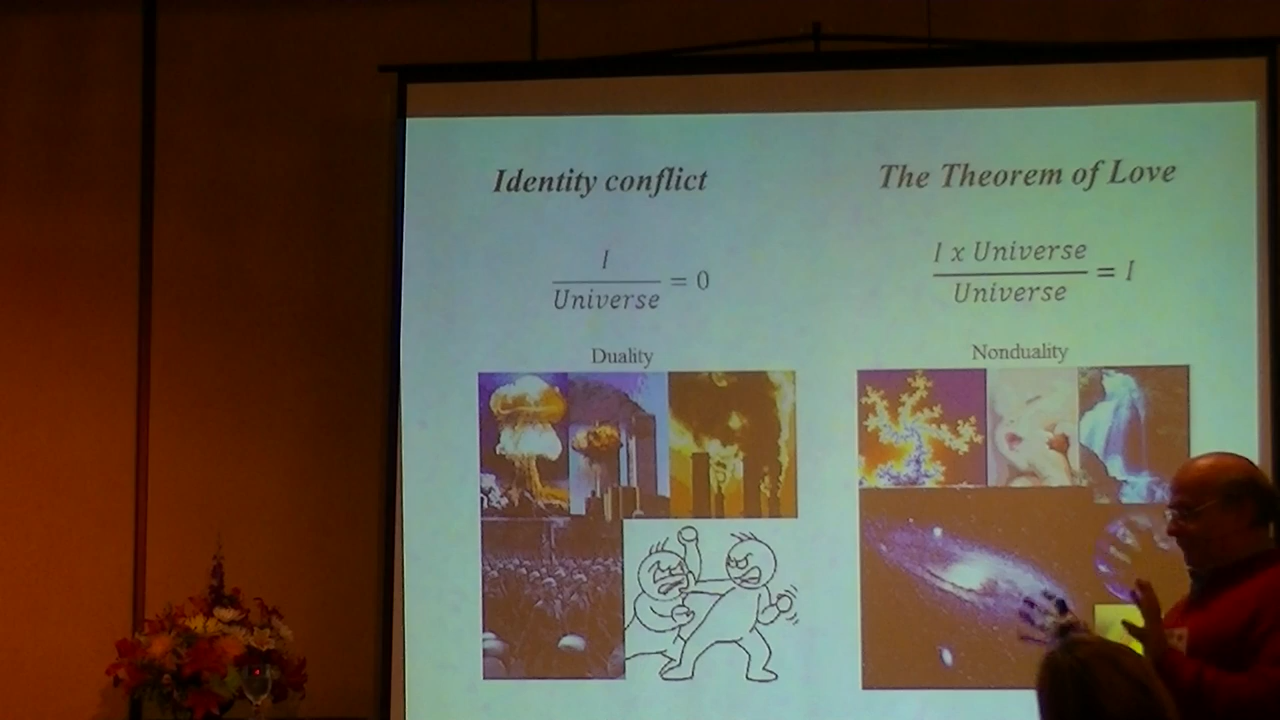 Identity conflict
I
Universe
= 0
Duality
The Theorem of Love
I x Universe
Universe
= I
Nonduality